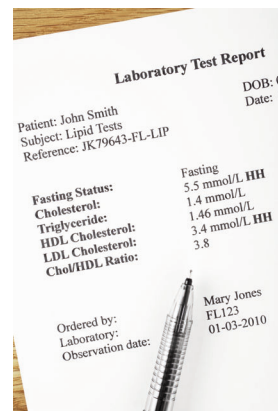 Laboratory Test Report
Patient: John Smith DOB:
Subject: Lipid Tests Date:
Reference: JK79643-FL-LIP
Fasting Status: Fasting
Cholesterol: 5.5 mmol/L HH
Triglyceride: 1.4 mmol/L
HDL Cholesterol: 1.46 mmol/L
LDL Cholesterol: 3.4 mmol/L HH
Chol/HDL Ratio: 3.8
Ordered by: Mary Jones
Laboratory: FL123
Observation date: 01-03-2010